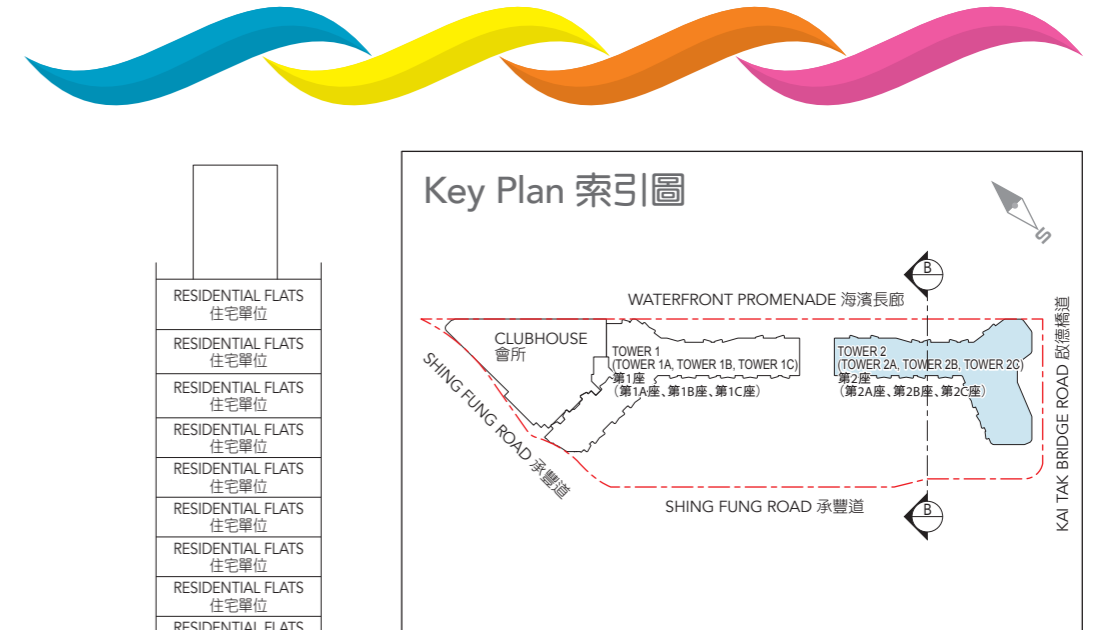 Key Plan 索引圖
S
B
WATERFRONT PROMENADE 海濱長廊
CLUBHOUSE
會所
TOWER 1
(TOWER 1A, TOWER 1B, TOWER 1C)
第1座
(第1A座、第1B座、第1C座)
TOWER 2
(TOWER 2A, TOWER 2B, TOWER 2C)
第2座
(第2A座、第2B座、第2C座)
KAI TAK BRIDGE ROAD 啟德橋道
SHING FUNG ROAD 承豐道
SHING FUNG ROAD 承豐道
B
RESIDENTIAL FLATS
住宅單位
RESIDENTIAL FLATS
住宅單位
RESIDENTIAL FLATS
住宅單位
RESIDENTIAL FLATS
住宅單位
RESIDENTIAL FLATS
住宅單位
RESIDENTIAL FLATS
住宅單位
RESIDENTIAL FLATS
住宅單位
RESIDENTIAL FLATS
住宅單位
RESIDENTIAL FLATS